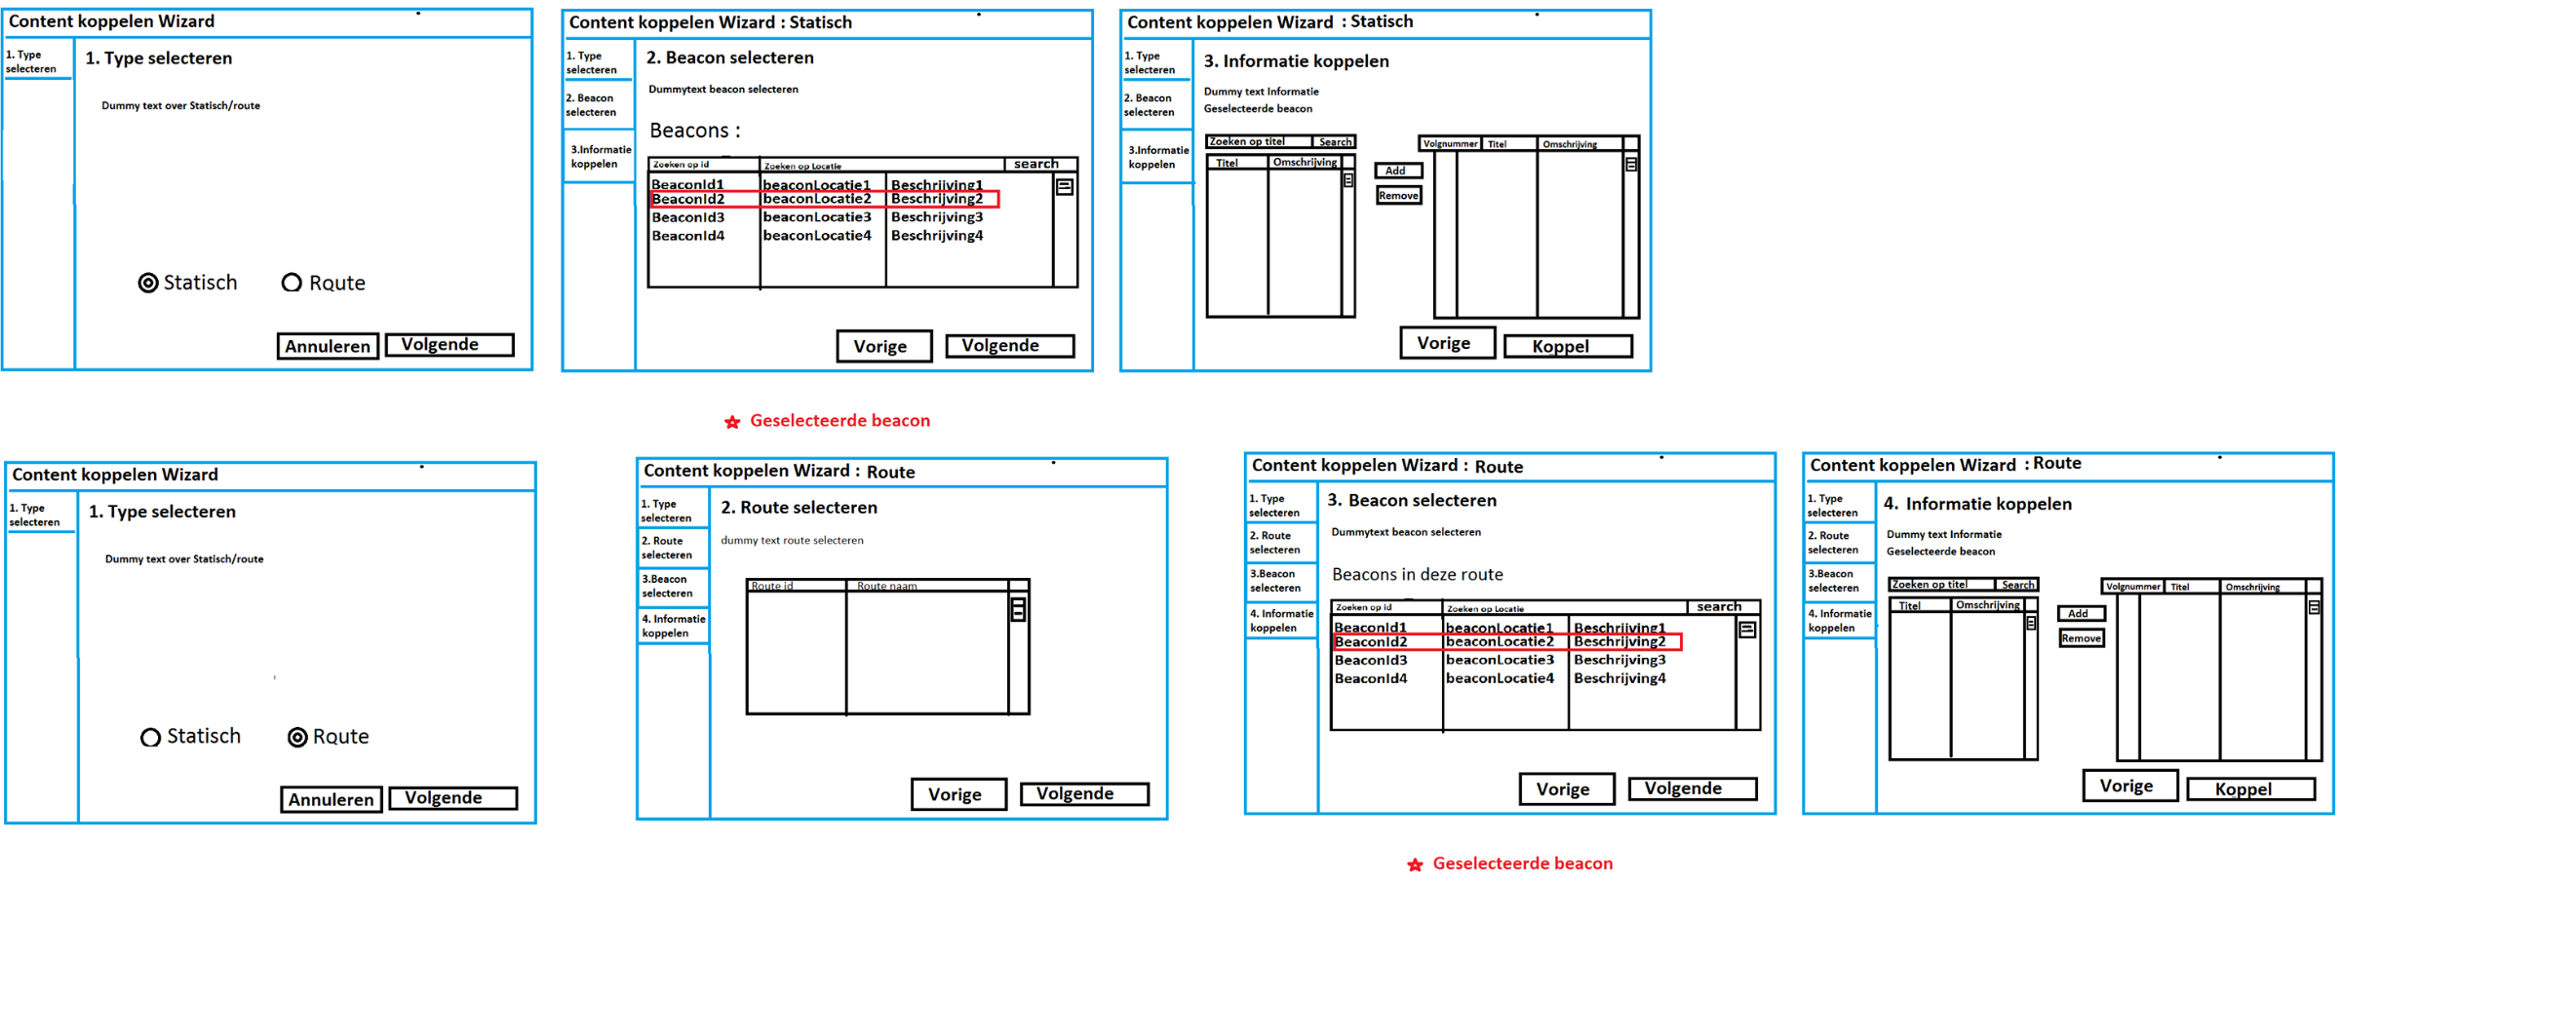 Content koppelen Wizard
1. Type
selecteren
1. Type selecteren
Dummy text over Statisch/route
Statisch
Route
Annuleren
Volgende
Content koppelen Wizard : Statisch
1. Type
selecteren
2. Beacon
selecteren
3.Informatie
koppelen
2. Beacon selecteren
Dummytext beacon selecteren
Beacons :
Zoeken op id
Zoeken op Locatie
search
BeaconId1 beaconLocatie1 Beschrijving1
BeaconId2 beaconLocatie2 Beschrijving2
BeaconId3 beaconLocatie3 Beschrijving3
BeaconId4 beaconLocatie4 Beschrijving4
Vorige
Volgende
Content koppelen Wizard : Statisch
1. Type
selecteren
2. Beacon
selecteren
3.Informatie
koppelen
3. Informatie koppelen
Dummy text Informatie
Geselecteerde beacon
Zoeken op titel
Search
Titel
Omschrijving
Add
Remove
Volgnummer
Titel
Omschrijving
Vorige
Koppel
Geselecteerde beacon
Content koppelen Wizard
1. Type
selecteren
1. Type selecteren
Dummy text over Statisch/route
Statisch
Route
Annuleren
Volgende
Content koppelen Wizard : Route
1. Type
selecteren
2. Route
selecteren
3.Beacon
selecteren
4. Informatie
koppelen
2. Route selecteren
dummy text route selecteren
Route id
Route naam
Vorige
Volgende
Content koppelen Wizard : Route
1. Type
selecteren
2. Route
selecteren
3.Beacon
selecteren
4. Informatie
koppelen
3. Beacon selecteren
Dummytext beacon selecteren
Beacons in deze route
Zoeken op id
Zoeken op Locatie
search
BeaconId1 beaconLocatie1 Beschrijving1
BeaconId2 beaconLocatie2 Beschrijving2
BeaconId3 beaconLocatie3 Beschrijving3
BeaconId4 beaconLocatie4 Beschrijving4
Vorige
Volgende
Content koppelen Wizard : Route
1. Type
selecteren
2. Route
selecteren
3.Beacon
selecteren
4. Informatie
koppelen
4. Informatie koppelen
Dummy text Informatie
Geselecteerde beacon
Zoeken op titel
Search
Titel
Omschrijving
Add
Remove
Volgnummer
Titel
Omschrijving
Vorige
Koppel
Geselecteerde beacon